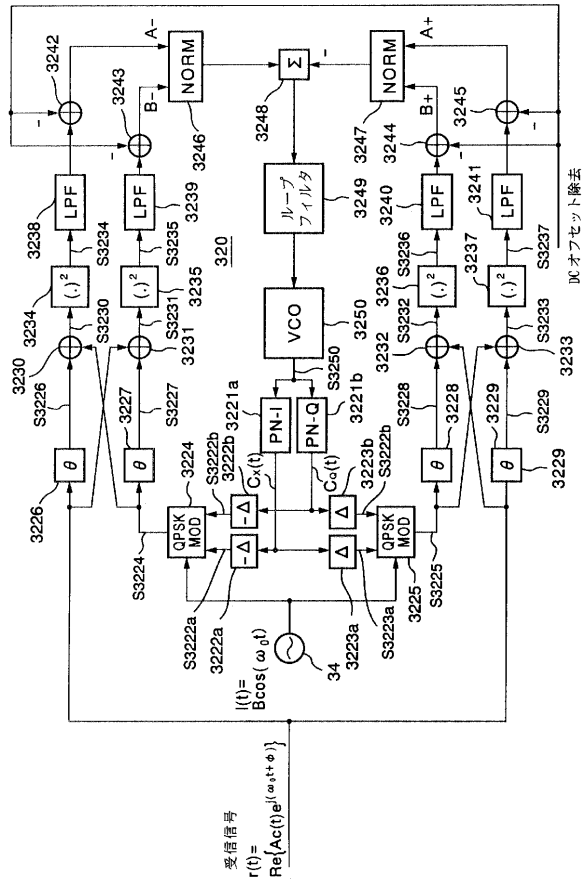 受信信号
r(t)=
Re{Ac(t)e^j(ω₀t+Φ)}
3226
θ
S3226
3230
S3230
3234
(.)²
S3234
3238
LPF
3242
A−
−
3227
θ
S3227
3231
S3231
(.)²
3235
S3235
LPF
3239
3243
B−
−
NORM
3246
S3224
3224
QPSK
MOD
S3222a
S3222b
3222a
3222b
−Δ
−Δ
l(t)=
Bcos(ω₀t)
34
Cx(t)
CQ(t)
3221a
PN-I
PN-Q
3221b
S3250
VCO
3250
320
ループ
フィルタ
3249
Σ
3248
−
3223a
Δ
Δ
3223b
S3223a
S3222b
QPSK
MOD
3225
S3225
NORM
3247
θ
3228
S3228
3232
S3232
(.)²
3236
S3236
3240
LPF
3244
B+
−
3229
θ
3229
S3229
3233
S3233
3237
(.)²
S3237
LPF
3241
3245
A+
−
DCオフセット除去